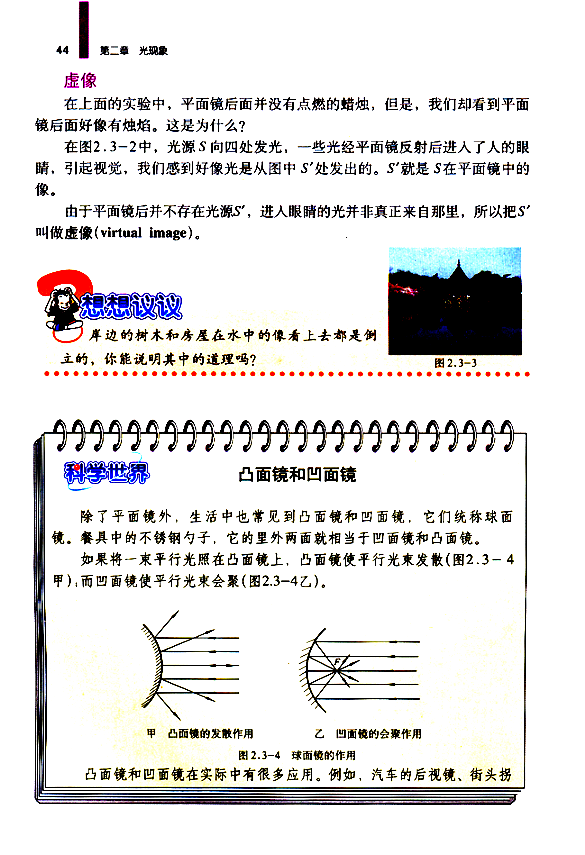 44 第二章 光现象
虚像
在上面的实验中，平面镜后面并没有点燃的蜡烛，但是，我们却看到平面
镜后面好像有烛焰。这是为什么？
在图2.3-2中，光源S向四处发光，一些光经平面镜反射后进入了人的眼
睛，引起视觉，我们感到好像光是从图中S′处发出的。S′就是S在平面镜中的
像。
由于平面镜后并不存在光源S′，进入眼睛的光并非真正来自那里，所以把S′
叫做虚像(virtual image)。
想想议议
岸边的树木和房屋在水中的像看上去都是倒
立的，你能说明其中的道理吗？
图2.3-3
科学世界
凸面镜和凹面镜
除了平面镜外，生活中也常见到凸面镜和凹面镜，它们统称球面
镜。餐具中的不锈钢勺子，它的里外两面就相当于凹面镜和凸面镜。
如果将一束平行光照在凸面镜上，凸面镜使平行光束发散(图2.3-4
甲)；而凹面镜使平行光束会聚(图2.3-4乙)。
F
甲 凸面镜的发散作用
乙 凹面镜的会聚作用
图2.3-4 球面镜的作用
凸面镜和凹面镜在实际中有很多应用。例如，汽车的后视镜、街头拐